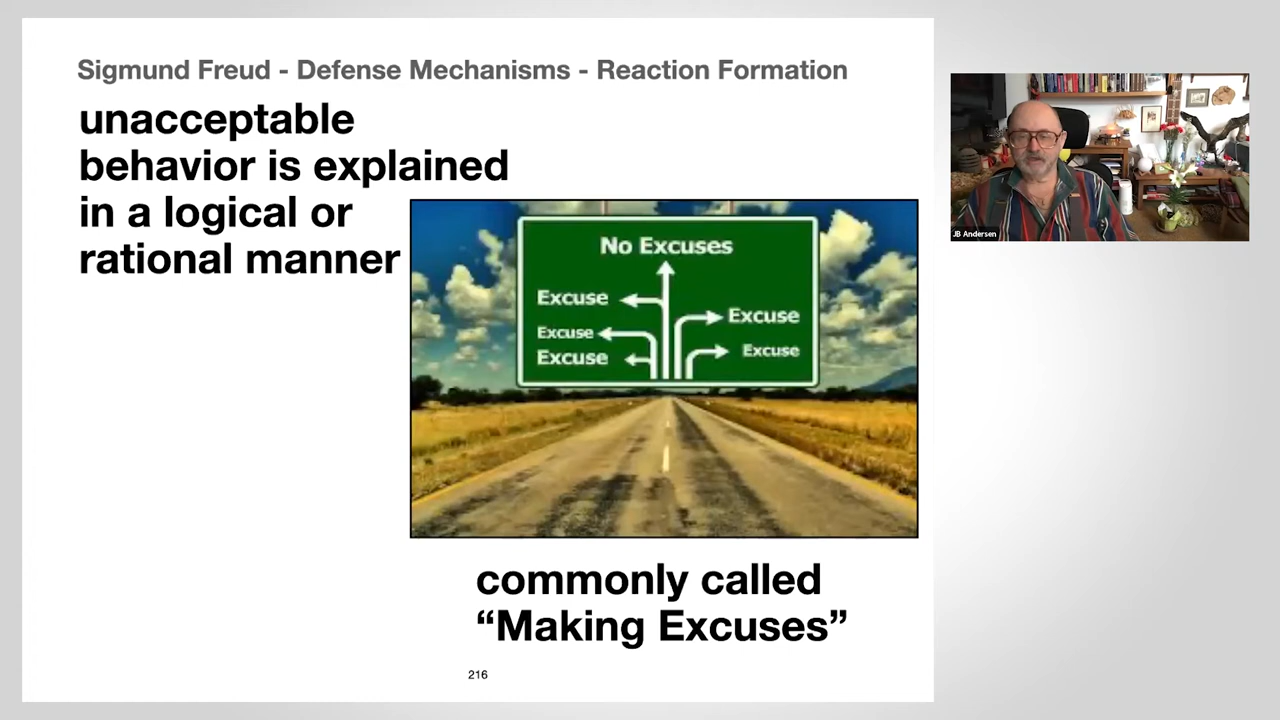 Sigmund Freud - Defense Mechanisms - Reaction Formation
unacceptable
behavior is explained
in a logical or
rational manner
No Excuses
Excuse
Excuse
Excuse
Excuse
Excuse
commonly called
“Making Excuses”
216
JB Andersen